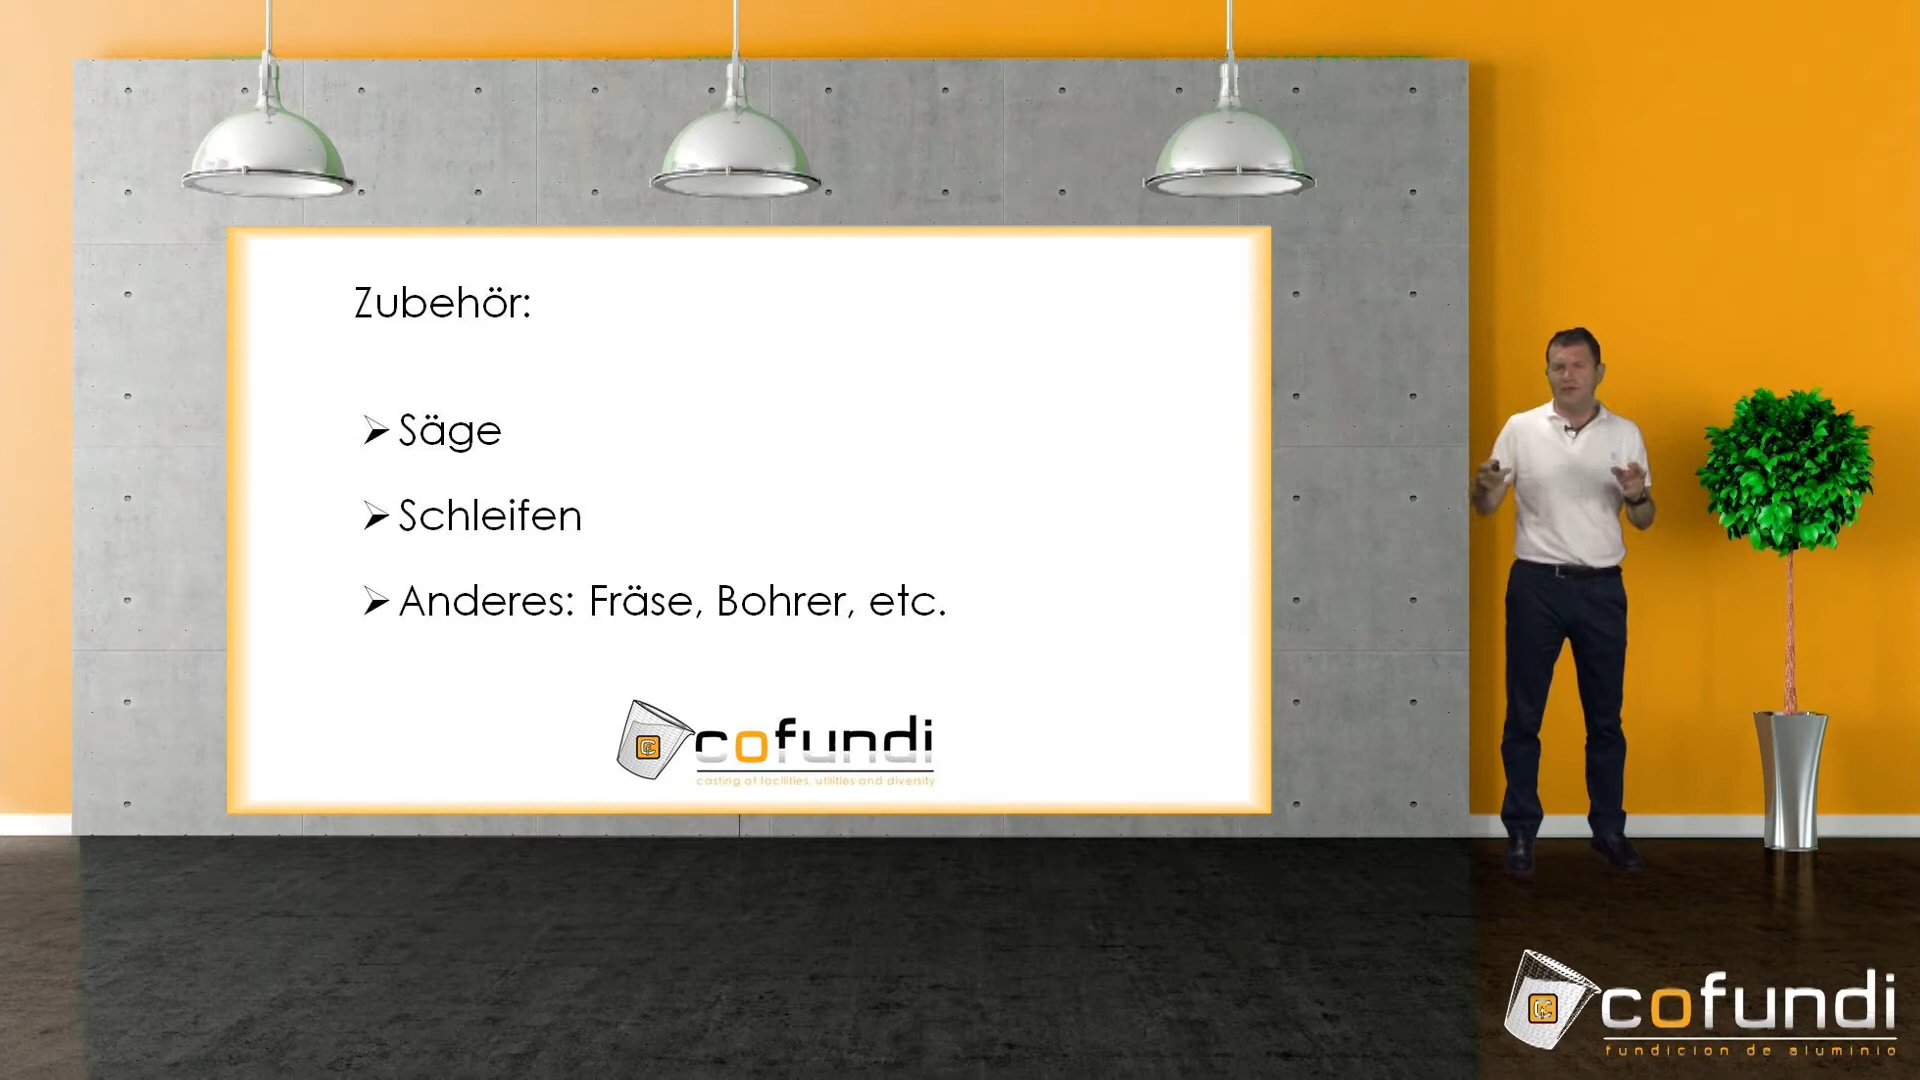 Zubehör:
➢ Säge
➢ Schleifen
➢ Anderes: Fräse, Bohrer, etc.
cofundi
casting of facilities, utilities and diversity
cofundi
fundicion de aluminio